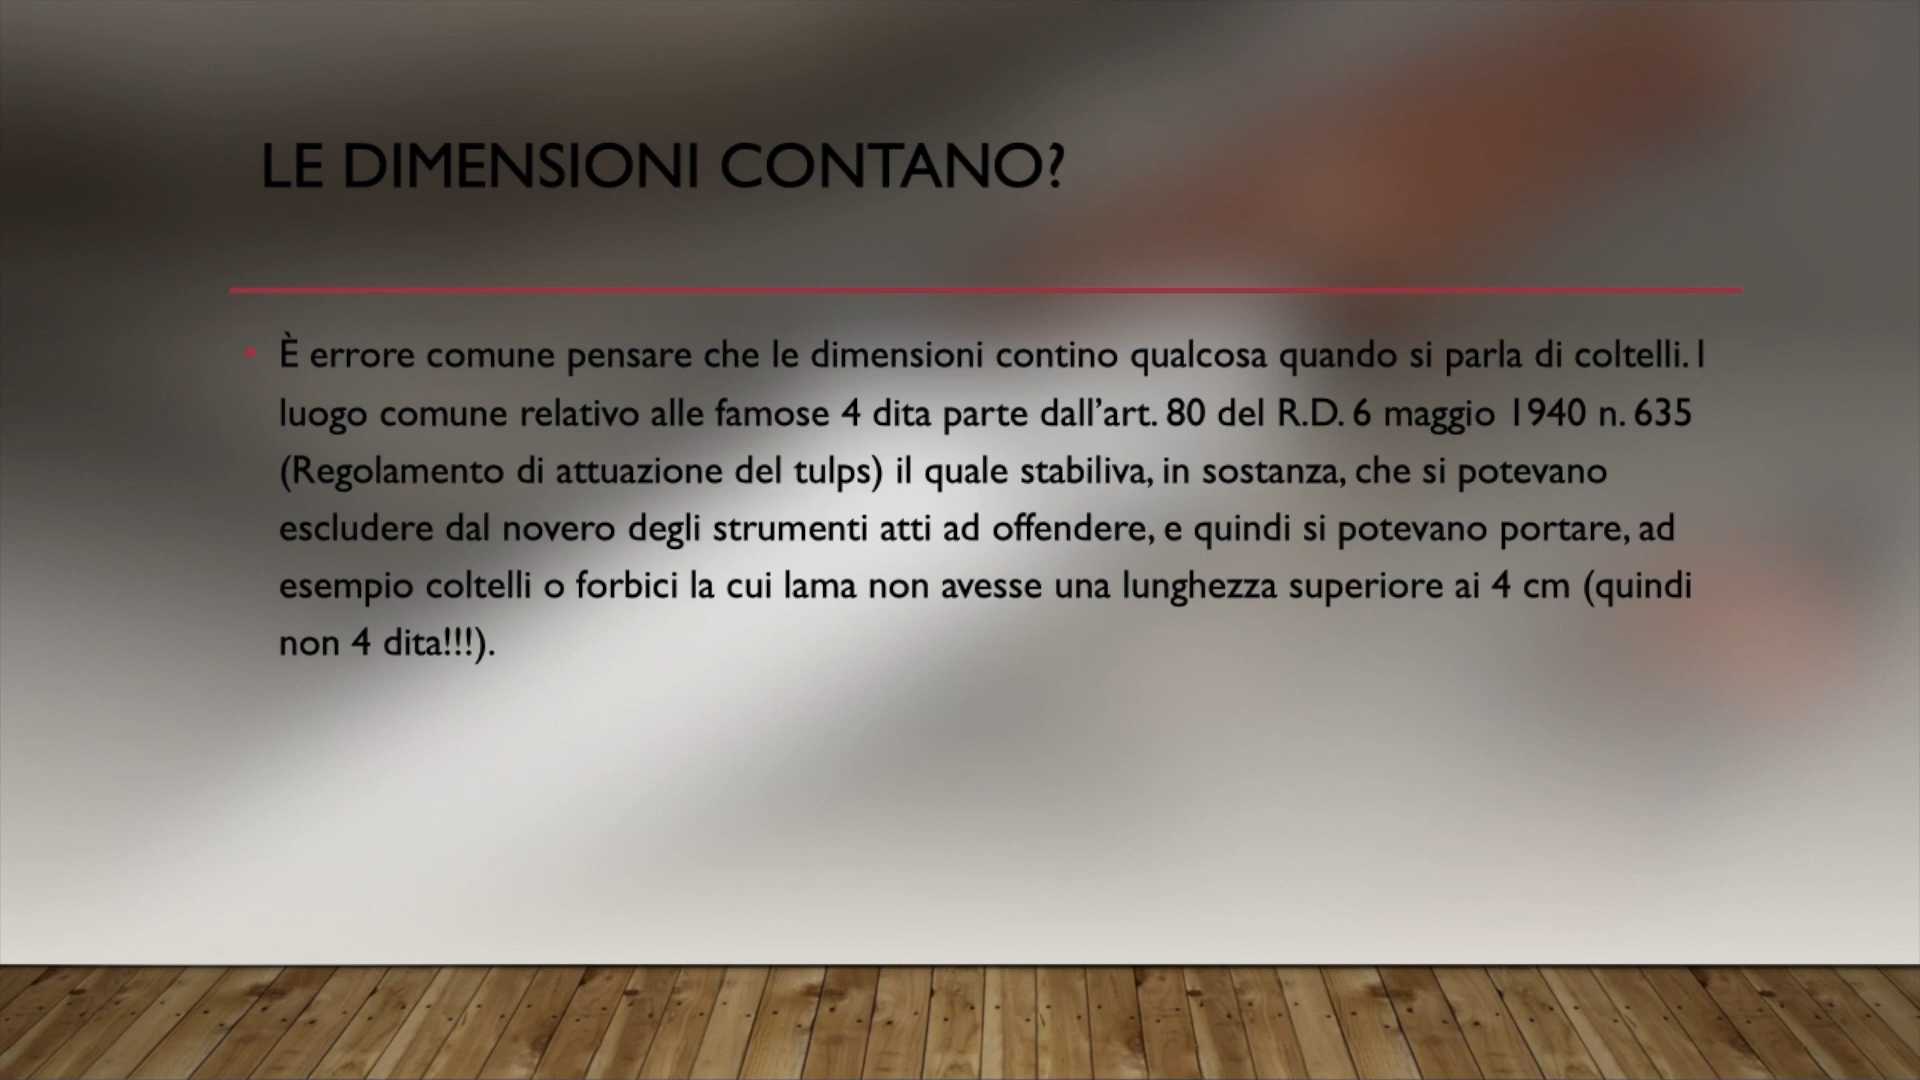 LE DIMENSIONI CONTANO?
• È errore comune pensare che le dimensioni contino qualcosa quando si parla di coltelli. I
luogo comune relativo alle famose 4 dita parte dall’art. 80 del R.D. 6 maggio 1940 n. 635
(Regolamento di attuazione del tulps) il quale stabiliva, in sostanza, che si potevano
escludere dal novero degli strumenti atti ad offendere, e quindi si potevano portare, ad
esempio coltelli o forbici la cui lama non avesse una lunghezza superiore ai 4 cm (quindi
non 4 dita!!!).